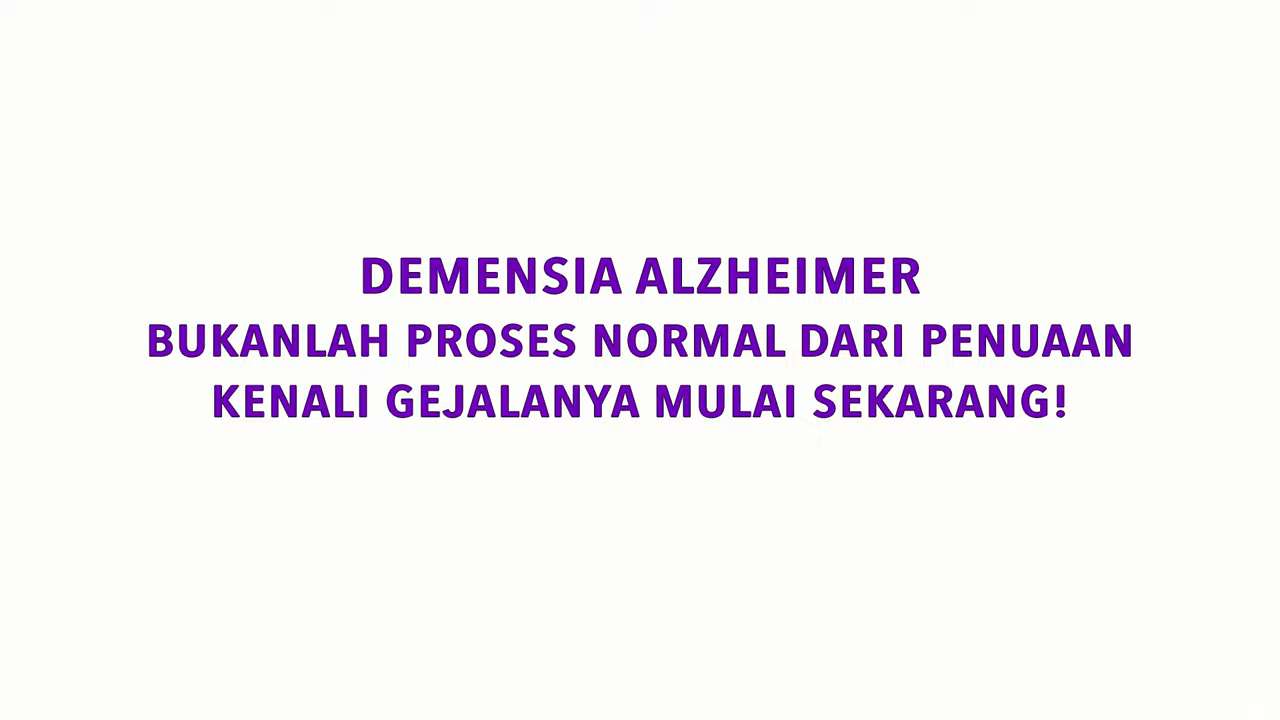 DEMENSIA ALZHEIMER
BUKANLAH PROSES NORMAL DARI PENUAAN
KENALI GEJALANYA MULAI SEKARANG!